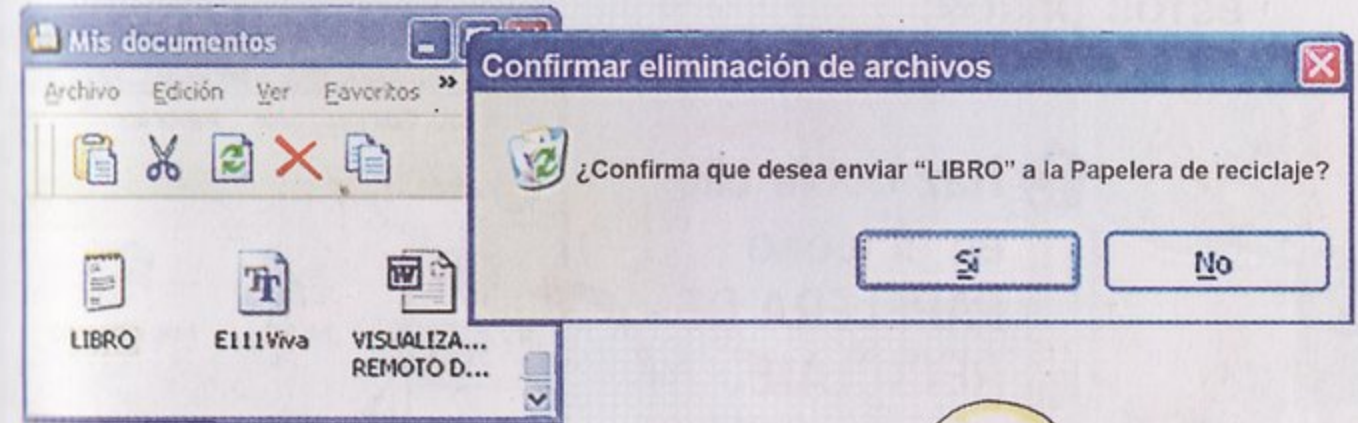 Mis documentos
Archivo Edición Ver Favoritos »
LIBRO
E111Viva
VISUALIZA...
REMOTO D...
Confirmar eliminación de archivos
¿Confirma que desea enviar “LIBRO” a la Papelera de reciclaje?
Sí
No